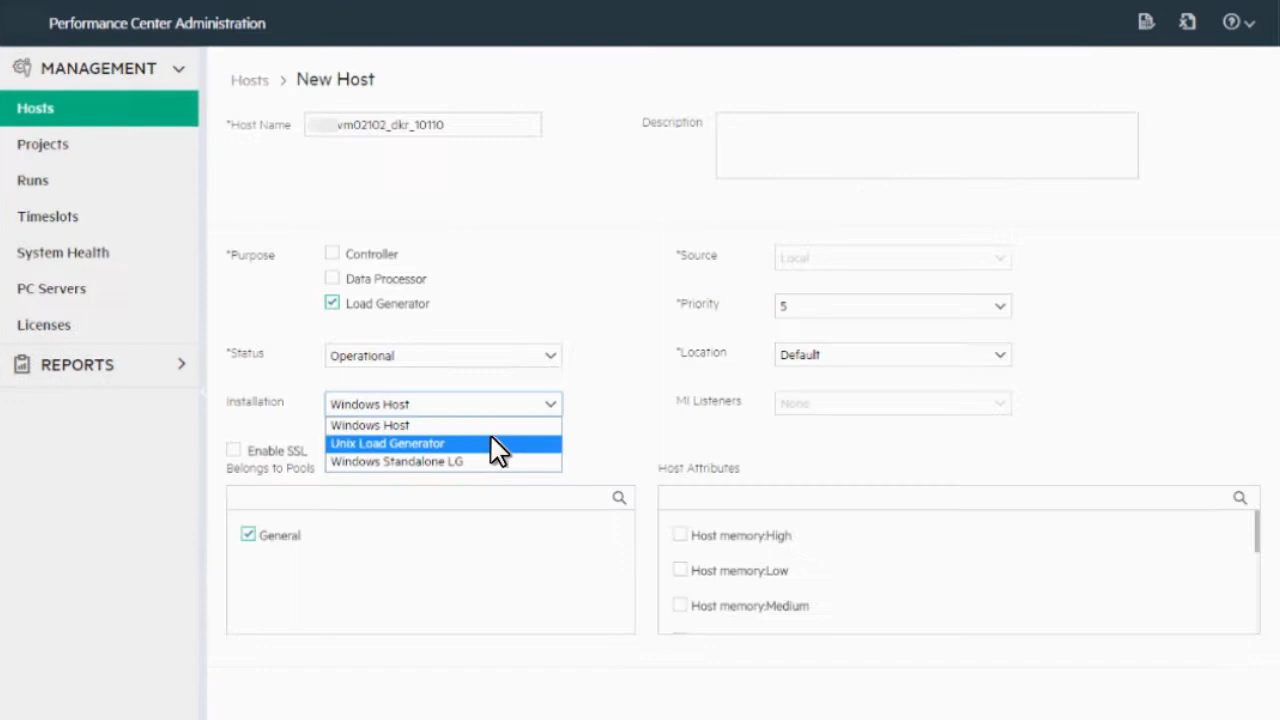 Performance Center Administration
MANAGEMENT
Hosts
Projects
Runs
Timeslots
System Health
PC Servers
Licenses
REPORTS
Hosts > New Host
*Host Name
vm02102_dkr_10110
Description
*Purpose
Controller
Data Processor
Load Generator
*Source
Local
*Priority
5
*Status
Operational
*Location
Default
Installation
Windows Host
Windows Host
Unix Load Generator
Windows Standalone LG
MI Listeners
None
Enable SSL
Belongs to Pools
General
Host Attributes
Host memory:High
Host memory:Low
Host memory:Medium